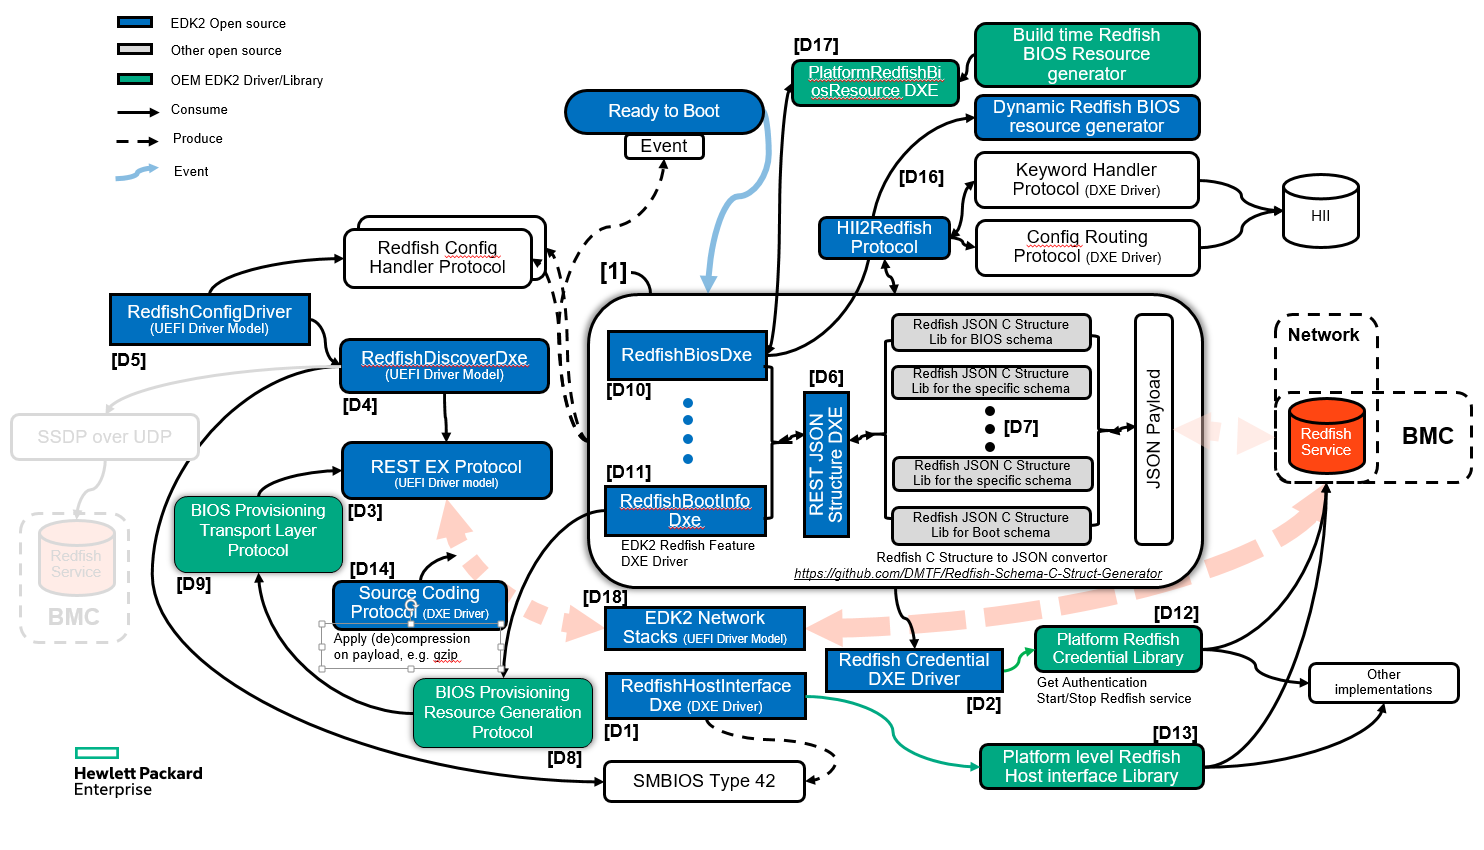 EDK2 Open source
Other open source
OEM EDK2 Driver/Library
Consume
Produce
Event
Ready to Boot
Event
[D17]
PlatformRedfishBi
osResource DXE
Build time Redfish
BIOS Resource
generator
Dynamic Redfish BIOS
resource generator
[D16]
Keyword Handler
Protocol (DXE Driver)
Config Routing
Protocol (DXE Driver)
HII
HII2Redfish
Protocol
Redfish Config
Handler Protocol
[1]
RedfishConfigDriver
(UEFI Driver Model)
[D5]
RedfishDiscoverDxe
(UEFI Driver Model)
[D4]
SSDP over UDP
Redfish
Service
BMC
REST EX Protocol
(UEFI Driver model)
[D3]
BIOS Provisioning
Transport Layer
Protocol
[D9]
[D14]
Source Coding
Protocol (DXE Driver)
Apply (de)compression
on payload, e.g. gzip
BIOS Provisioning
Resource Generation
Protocol
[D8]
RedfishBiosDxe
[D10]
[D11]
RedfishBootInfo
Dxe
EDK2 Redfish Feature
DXE Driver
[D6]
REST JSON
Structure DXE
Redfish JSON C Structure
Lib for BIOS schema
Redfish JSON C Structure
Lib for the specific schema
[D7]
Redfish JSON C Structure
Lib for the specific schema
Redfish JSON C Structure
Lib for Boot schema
JSON Payload
Redfish C Structure to JSON convertor
https://github.com/DMTF/Redfish-Schema-C-Struct-Generator
Network
Redfish
Service
BMC
[D18]
EDK2 Network
Stacks (UEFI Driver Model)
RedfishHostInterface
Dxe (DXE Driver)
[D1]
SMBIOS Type 42
Redfish Credential
DXE Driver
[D2]
[D12]
Platform Redfish
Credential Library
Get Authentication
Start/Stop Redfish service
[D13]
Platform level Redfish
Host interface Library
Other
implementations
Hewlett Packard
Enterprise